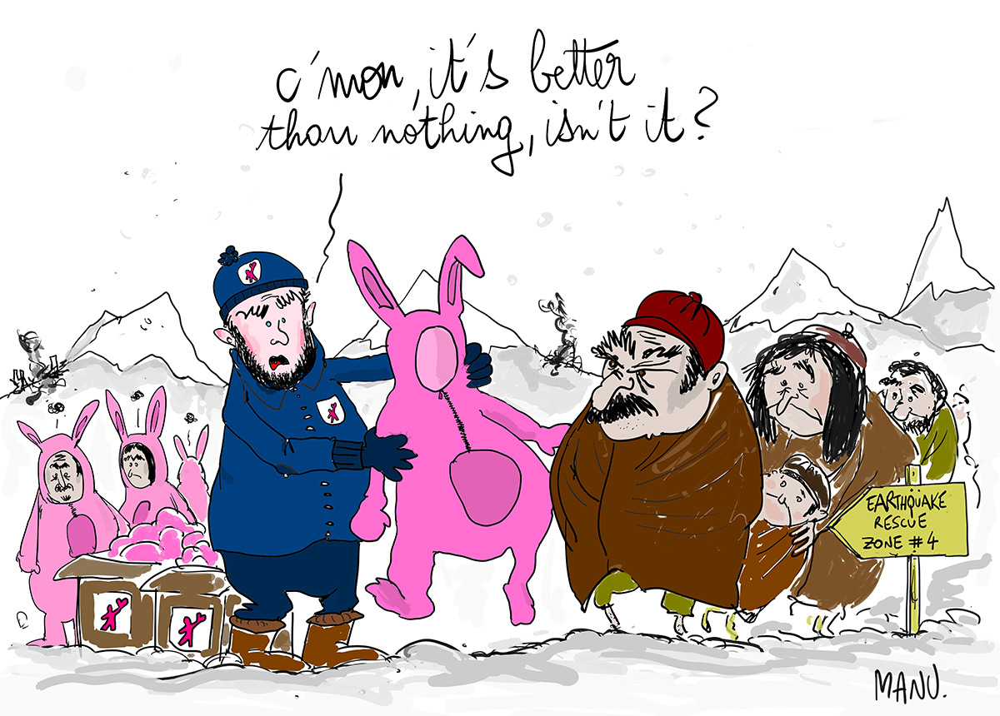 c'mon, it's better
than nothing, isn't it?
EARTHQUAKE
RESCUE
ZONE #4
MANU.